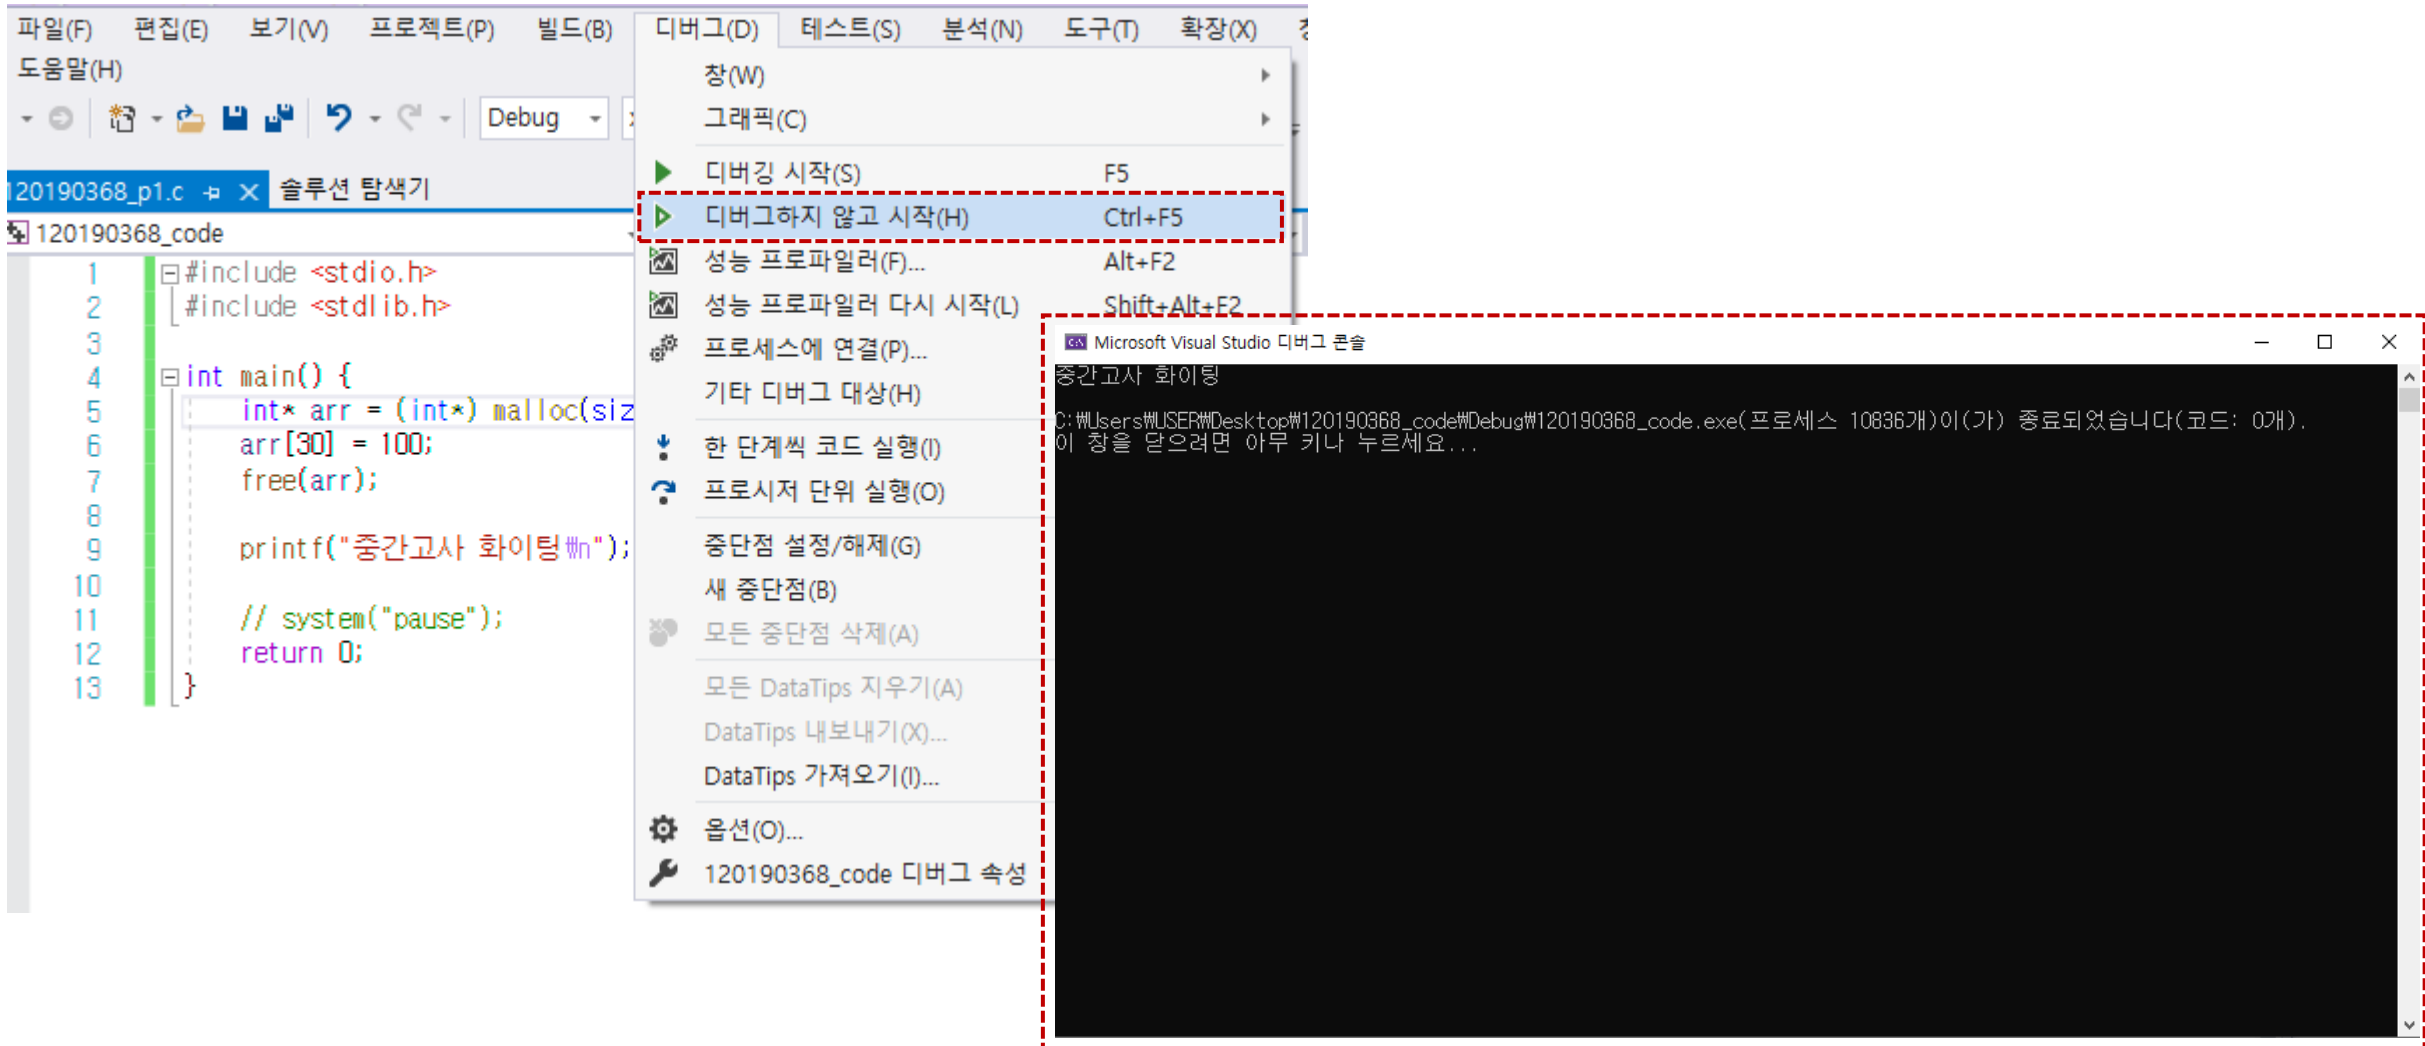 파일(F) 편집(E) 보기(V) 프로젝트(P) 빌드(B) 디버그(D) 테스트(S) 분석(N) 도구(T) 확장(X)
도움말(H)
Debug
120190368_p1.c 솔루션 탐색기
120190368_code
1 #include <stdio.h>
2 #include <stdlib.h>
3
4 int main() {
5 int* arr = (int*) malloc(siz
6 arr[30] = 100;
7 free(arr);
8
9 printf("중간고사 화이팅₩n");
10
11 // system("pause");
12 return 0;
13 }
창(W)
그래픽(C)
디버깅 시작(S) F5
디버그하지 않고 시작(H) Ctrl+F5
성능 프로파일러(F)... Alt+F2
성능 프로파일러 다시 시작(L) Shift+Alt+F2
프로세스에 연결(P)...
기타 디버그 대상(H)
한 단계씩 코드 실행(I)
프로시저 단위 실행(O)
중단점 설정/해제(G)
새 중단점(B)
모든 중단점 삭제(A)
모든 DataTips 지우기(A)
DataTips 내보내기(X)...
DataTips 가져오기(I)...
옵션(O)...
120190368_code 디버그 속성
Microsoft Visual Studio 디버그 콘솔
중간고사 화이팅
C:₩Users₩USER₩Desktop₩120190368_code₩Debug₩120190368_code.exe(프로세스 10836개)이(가) 종료되었습니다(코드: 0개).
이 창을 닫으려면 아무 키나 누르세요...